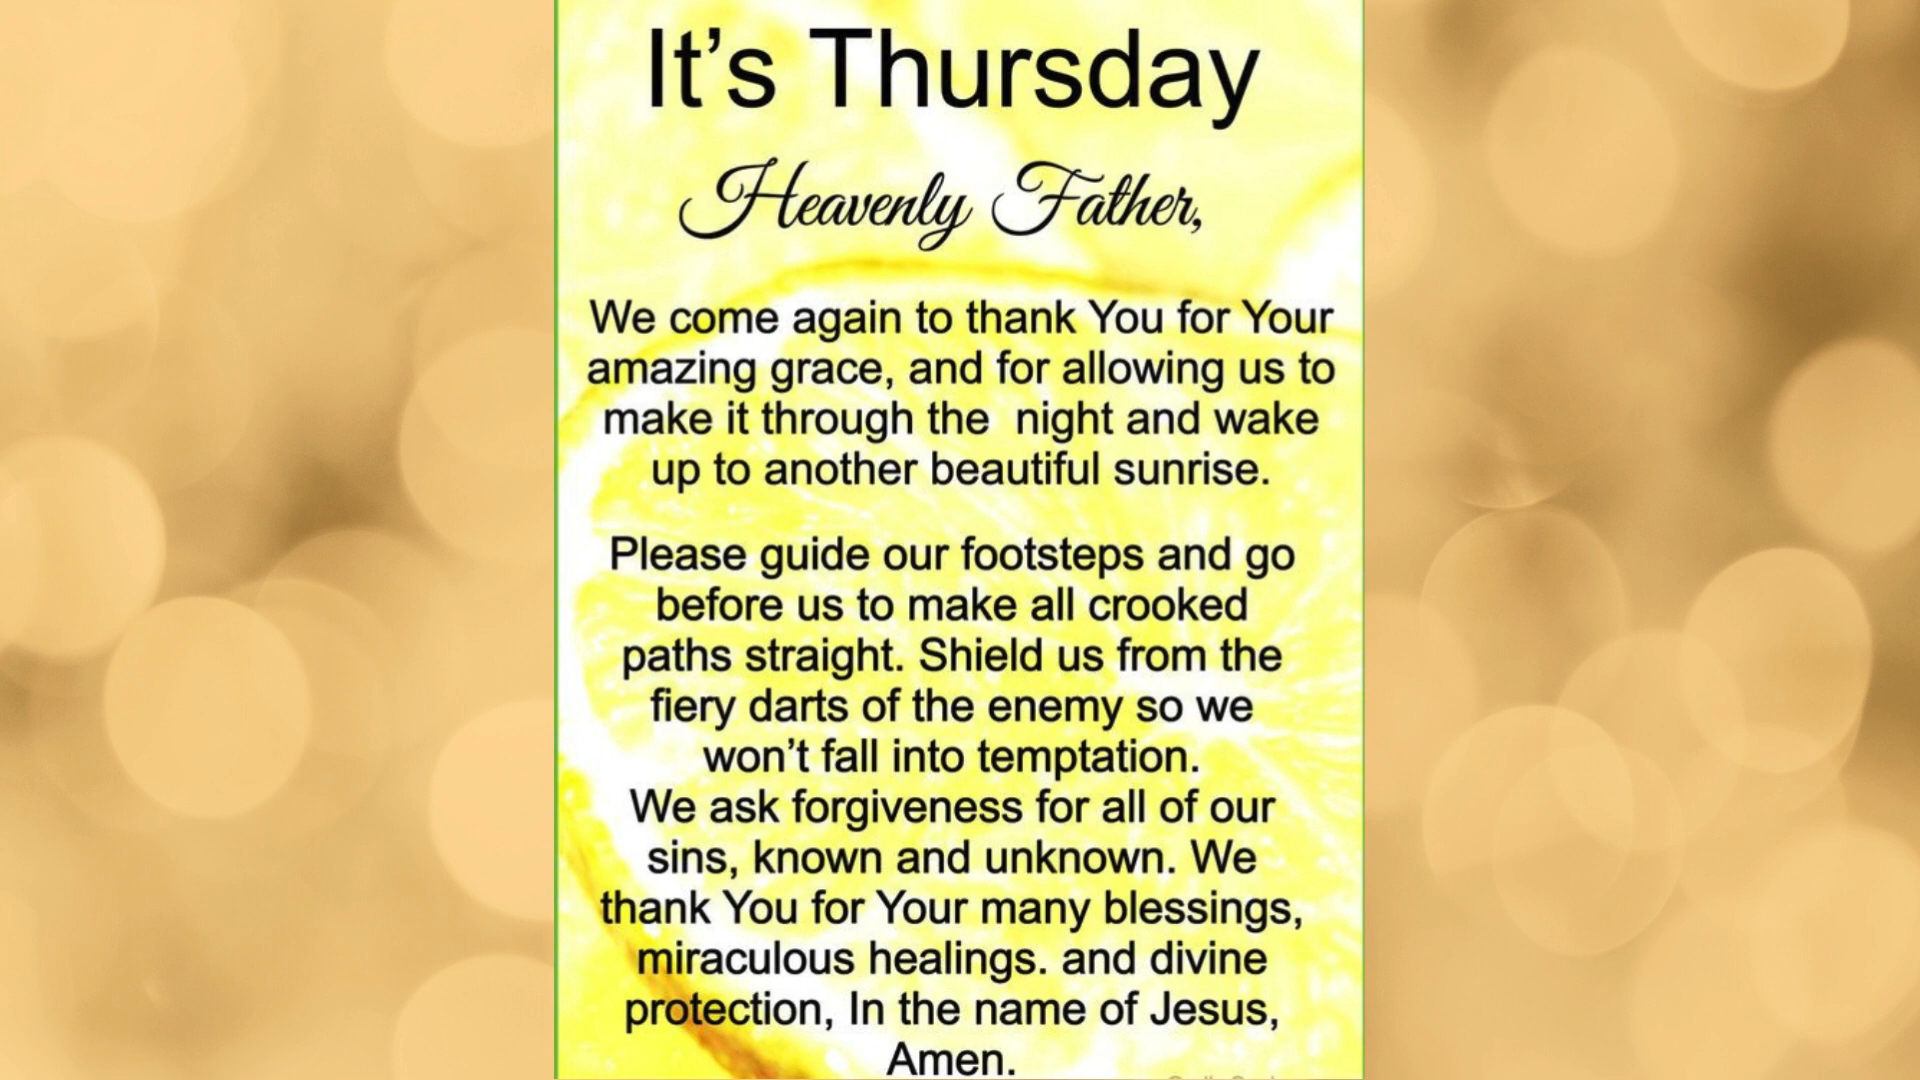 It’s Thursday
Heavenly Father,
We come again to thank You for Your
amazing grace, and for allowing us to
make it through the  night and wake
up to another beautiful sunrise.
Please guide our footsteps and go
before us to make all crooked
paths straight. Shield us from the
fiery darts of the enemy so we
won’t fall into temptation.
We ask forgiveness for all of our
sins, known and unknown. We
thank You for Your many blessings,
miraculous healings. and divine
protection, In the name of Jesus,
Amen.